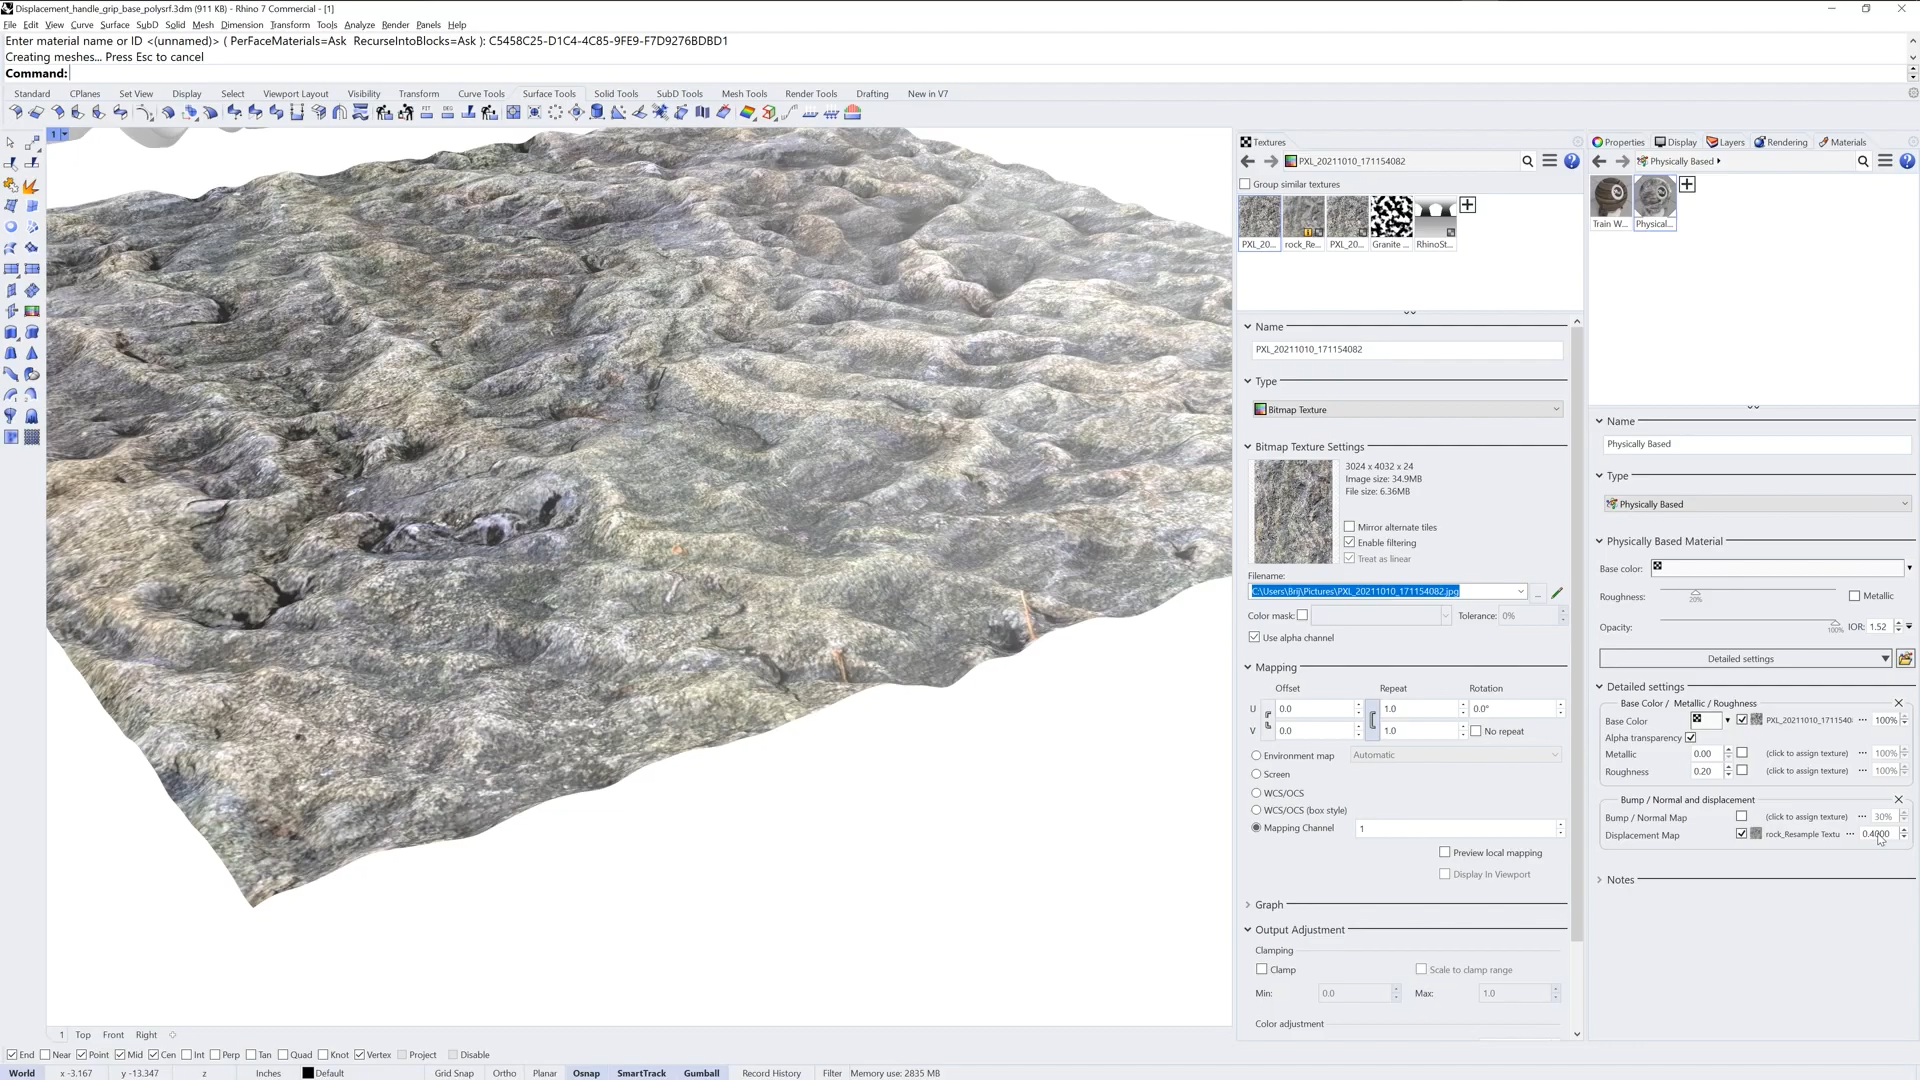 Displacement_handle_grip_base_polysrf.3dm (911 KB) - Rhino 7 Commercial - [1]
File Edit View Curve Surface SubD Solid Mesh Dimension Transform Tools Analyze Render Panels Help
Enter material name or ID <(unnamed)> ( PerFaceMaterials=Ask RecurseIntoBlocks=Ask ): C5458C25-D1C4-4C85-9FE9-F7D9276BDBD1
Creating meshes... Press Esc to cancel
Command:
Standard CPlanes Set View Display Select Viewport Layout Visibility Transform Curve Tools Surface Tools Solid Tools SubD Tools Mesh Tools Render Tools Drafting New in V7
1
Textures
PXL_20211010_171154082
Group similar textures
PXL_20... rock_Re... PXL_20... Granite ... RhinoSt...
Name
PXL_20211010_171154082
Type
Bitmap Texture
Bitmap Texture Settings
3024 x 4032 x 24
Image size: 34.9MB
File size: 6.36MB
Mirror alternate tiles
Enable filtering
Treat as linear
Filename:
C:\Users\Brij\Pictures\PXL_20211010_171154082.jpg ...
Color mask: Tolerance: 0%
Use alpha channel
Mapping
Offset Repeat Rotation
U 0.0 1.0 0.0°
V 0.0 1.0 No repeat
Environment map Automatic
Screen
WCS/OCS
WCS/OCS (box style)
Mapping Channel 1
Preview local mapping
Display In Viewport
Graph
Output Adjustment
Clamping
Clamp Scale to clamp range
Min: 0.0 Max: 1.0
Color adjustment
Properties Display Layers Rendering Materials
Physically Based
Train W... Physical...
Name
Physically Based
Type
Physically Based
Physically Based Material
Base color:
Roughness: 20% Metallic
Opacity: 100% IOR: 1.52
Detailed settings
Detailed settings
Base Color / Metallic / Roughness
Base Color PXL_20211010_1711540 ... 100%
Alpha transparency
Metallic 0.00 (click to assign texture) ... 100%
Roughness 0.20 (click to assign texture) ... 100%
Bump / Normal and displacement
Bump / Normal Map (click to assign texture) ... 30%
Displacement Map rock_Resample Textu ... 0.4000
Notes
1 Top Front Right
End Near Point Mid Cen Int Perp Tan Quad Knot Vertex Project Disable
World x -3.167 y -13.347 z Inches Default Grid Snap Ortho Planar Osnap SmartTrack Gumball Record History Filter Memory use: 2835 MB